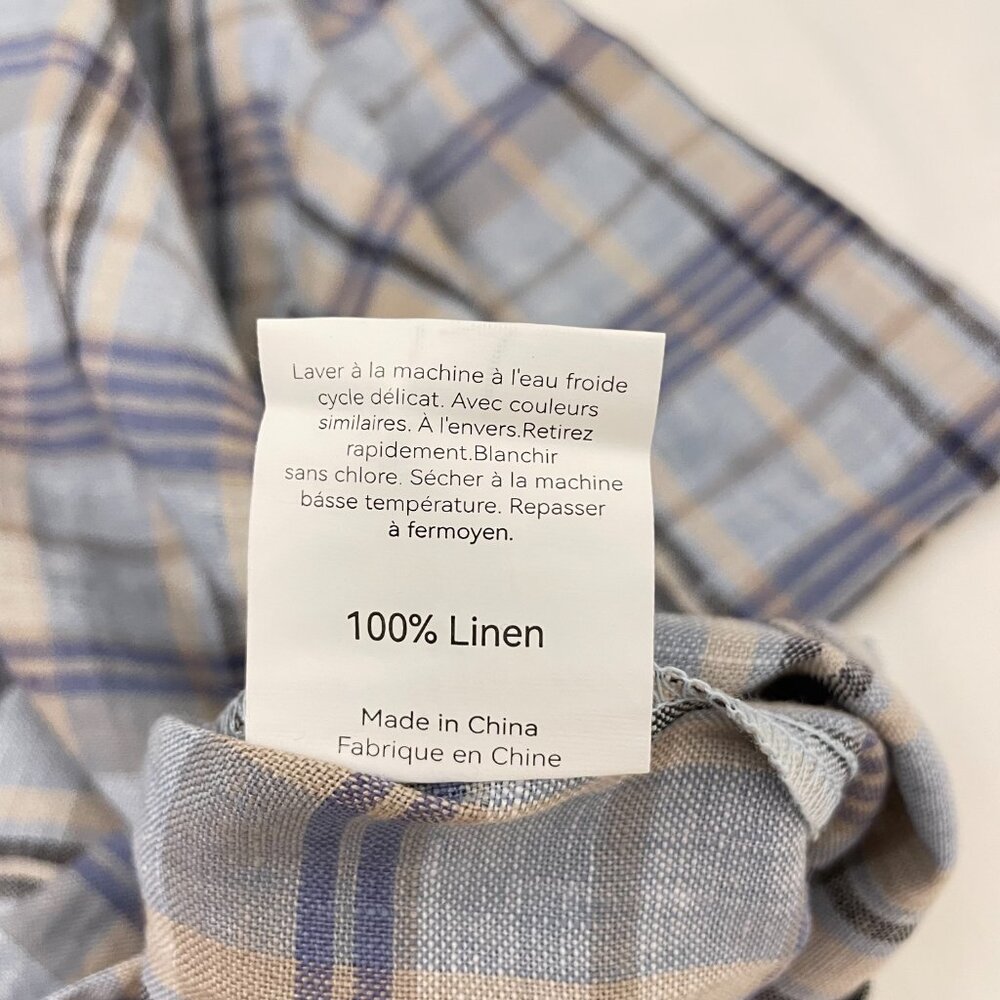 Laver à la machine à l'eau froide
cycle délicat. Avec couleurs
similaires. À l'envers.Retirez
rapidement.Blanchir
sans chlore. Sécher à la machine
básse température. Repasser
à fermoyen.
100% Linen
Made in China
Fabrique en Chine